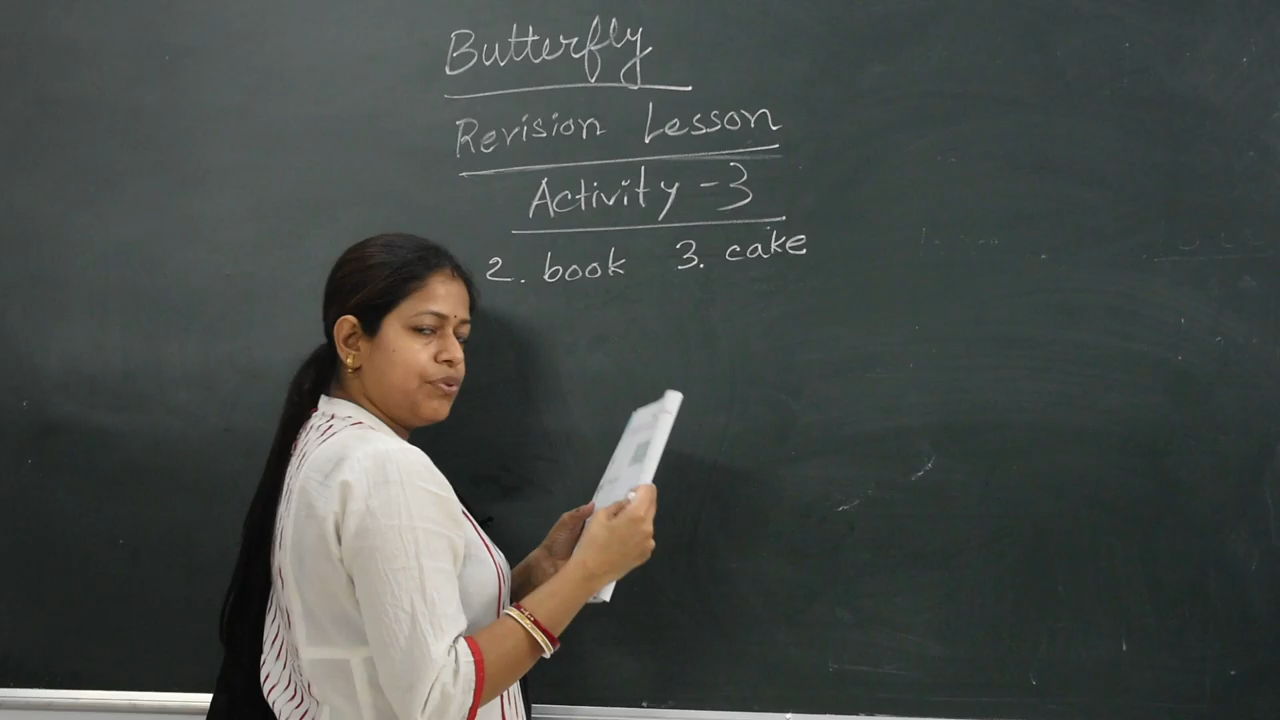 Butterfly
Revision Lesson
Activity-3
2. book 3. cake